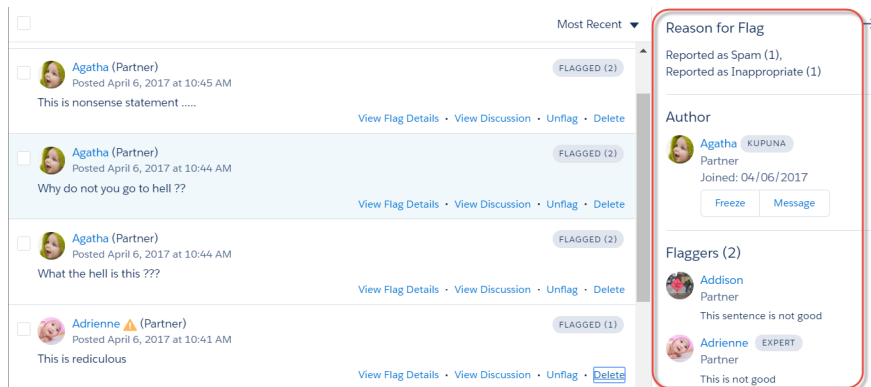 Most Recent
Agatha (Partner)
FLAGGED (2)
Posted April 6, 2017 at 10:45 AM
This is nonsense statement .....
View Flag Details • View Discussion • Unflag • Delete
Agatha (Partner)
FLAGGED (2)
Posted April 6, 2017 at 10:44 AM
Why do not you go to hell ??
View Flag Details • View Discussion • Unflag • Delete
Agatha (Partner)
FLAGGED (2)
Posted April 6, 2017 at 10:44 AM
What the hell is this ???
View Flag Details • View Discussion • Unflag • Delete
Adrienne (Partner)
FLAGGED (1)
Posted April 6, 2017 at 10:41 AM
This is rediculous
View Flag Details • View Discussion • Unflag • Delete
Reason for Flag
Reported as Spam (1),
Reported as Inappropriate (1)
Author
Agatha KUPUNA
Partner
Joined: 04/06/2017
Freeze Message
Flaggers (2)
Addison
Partner
This sentence is not good
Adrienne EXPERT
Partner
This is not good